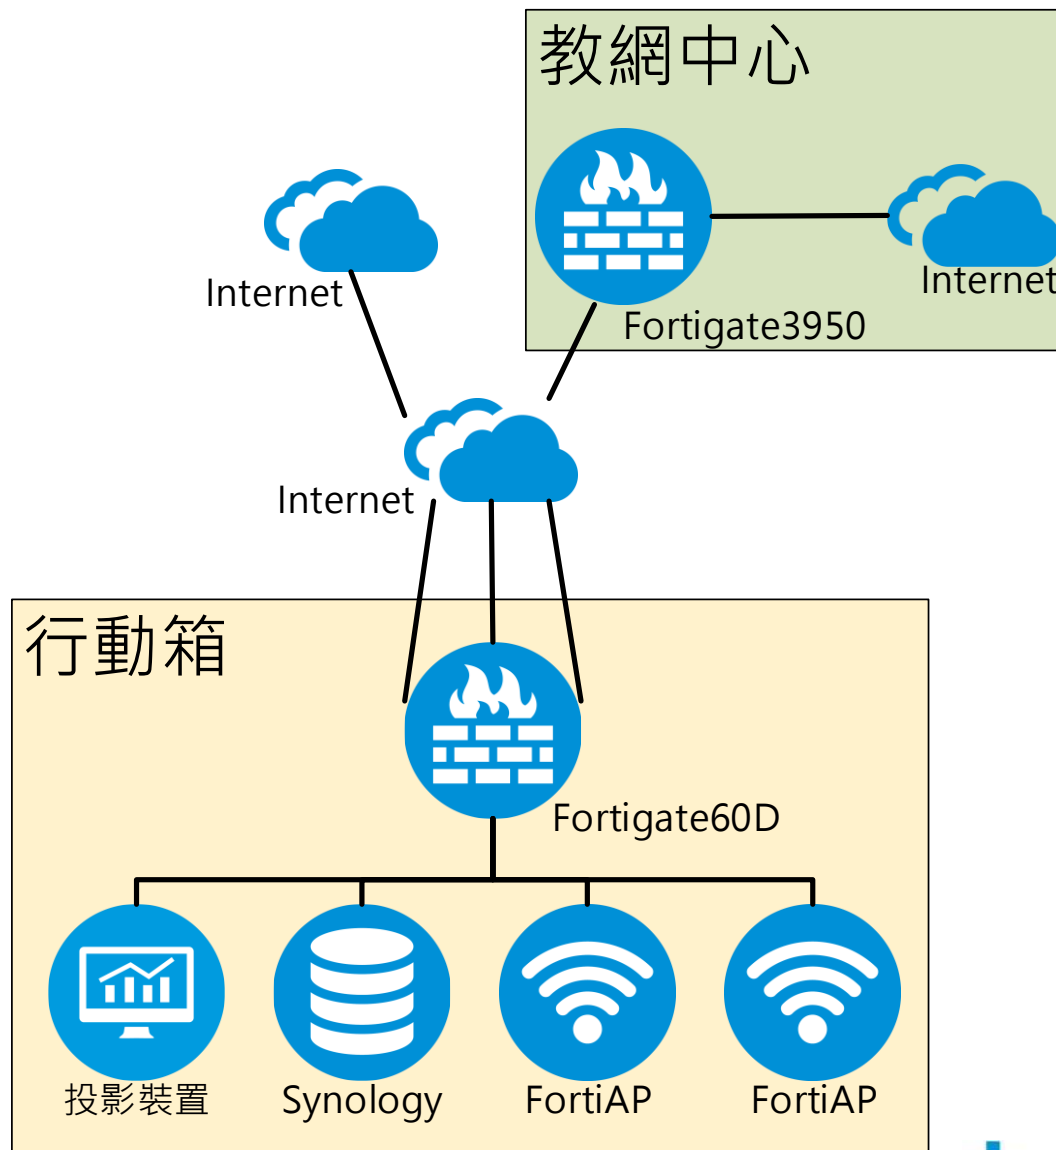 教網中心
Internet
Internet
Fortigate3950
Internet
行動箱
Fortigate60D
投影裝置
Synology
FortiAP
FortiAP